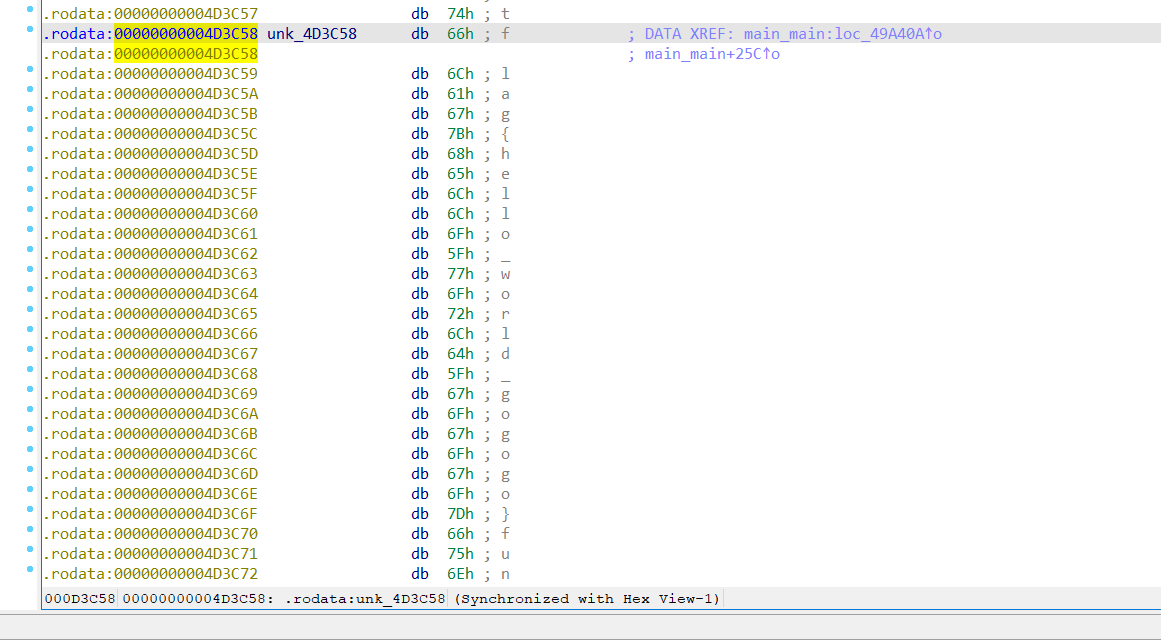 .rodata:00000000004D3C57 db 74h ; t
.rodata:00000000004D3C58 unk_4D3C58 db 66h ; f ; DATA XREF: main_main:loc_49A40A↑o
.rodata:00000000004D3C58 ; main_main+25C↑o
.rodata:00000000004D3C59 db 6Ch ; l
.rodata:00000000004D3C5A db 61h ; a
.rodata:00000000004D3C5B db 67h ; g
.rodata:00000000004D3C5C db 7Bh ; {
.rodata:00000000004D3C5D db 68h ; h
.rodata:00000000004D3C5E db 65h ; e
.rodata:00000000004D3C5F db 6Ch ; l
.rodata:00000000004D3C60 db 6Ch ; l
.rodata:00000000004D3C61 db 6Fh ; o
.rodata:00000000004D3C62 db 5Fh ; _
.rodata:00000000004D3C63 db 77h ; w
.rodata:00000000004D3C64 db 6Fh ; o
.rodata:00000000004D3C65 db 72h ; r
.rodata:00000000004D3C66 db 6Ch ; l
.rodata:00000000004D3C67 db 64h ; d
.rodata:00000000004D3C68 db 5Fh ; _
.rodata:00000000004D3C69 db 67h ; g
.rodata:00000000004D3C6A db 6Fh ; o
.rodata:00000000004D3C6B db 67h ; g
.rodata:00000000004D3C6C db 6Fh ; o
.rodata:00000000004D3C6D db 67h ; g
.rodata:00000000004D3C6E db 6Fh ; o
.rodata:00000000004D3C6F db 7Dh ; }
.rodata:00000000004D3C70 db 66h ; f
.rodata:00000000004D3C71 db 75h ; u
.rodata:00000000004D3C72 db 6Eh ; n
000D3C58 00000000004D3C58: .rodata:unk_4D3C58 (Synchronized with Hex View-1)